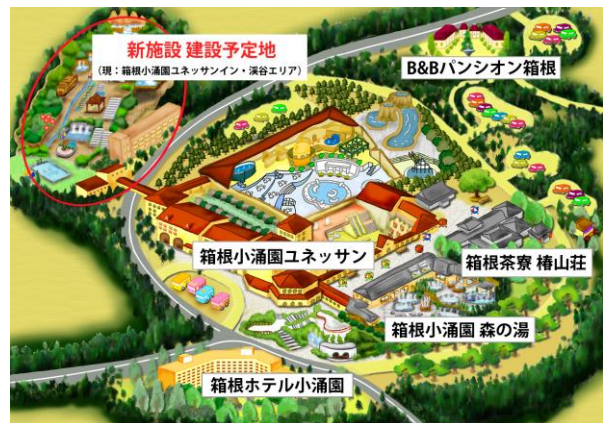 新施設 建設予定地
(現：箱根小涌園ユネッサンイン・渓谷エリア)
B&Bパンシオン箱根
箱根小涌園ユネッサン
箱根茶寮 椿山荘
箱根小涌園 森の湯
箱根ホテル小涌園